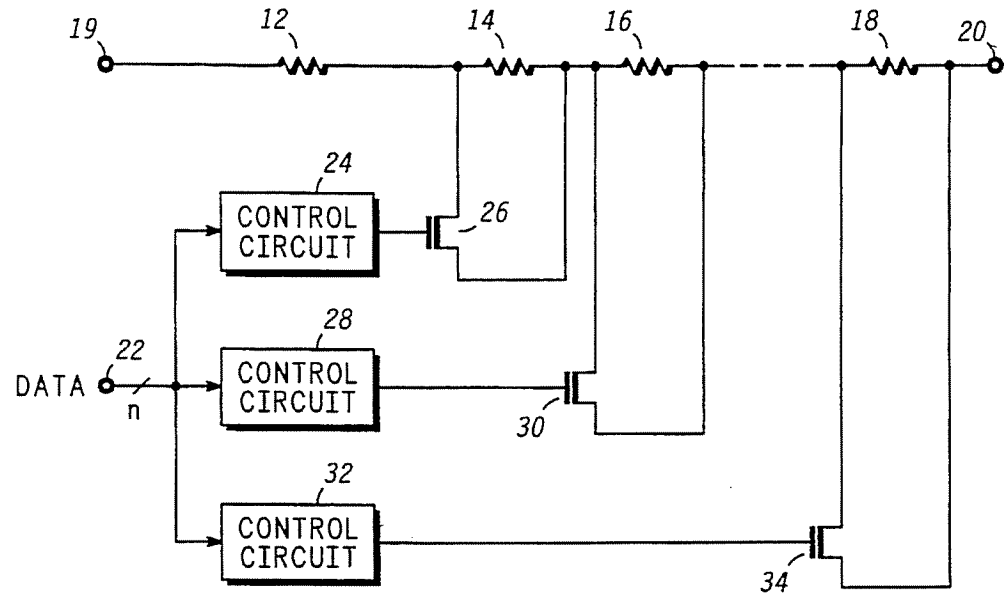 19 12 14 16 18 20
24
CONTROL
CIRCUIT
26
28
CONTROL
CIRCUIT
30
DATA 22
n
32
CONTROL
CIRCUIT
34